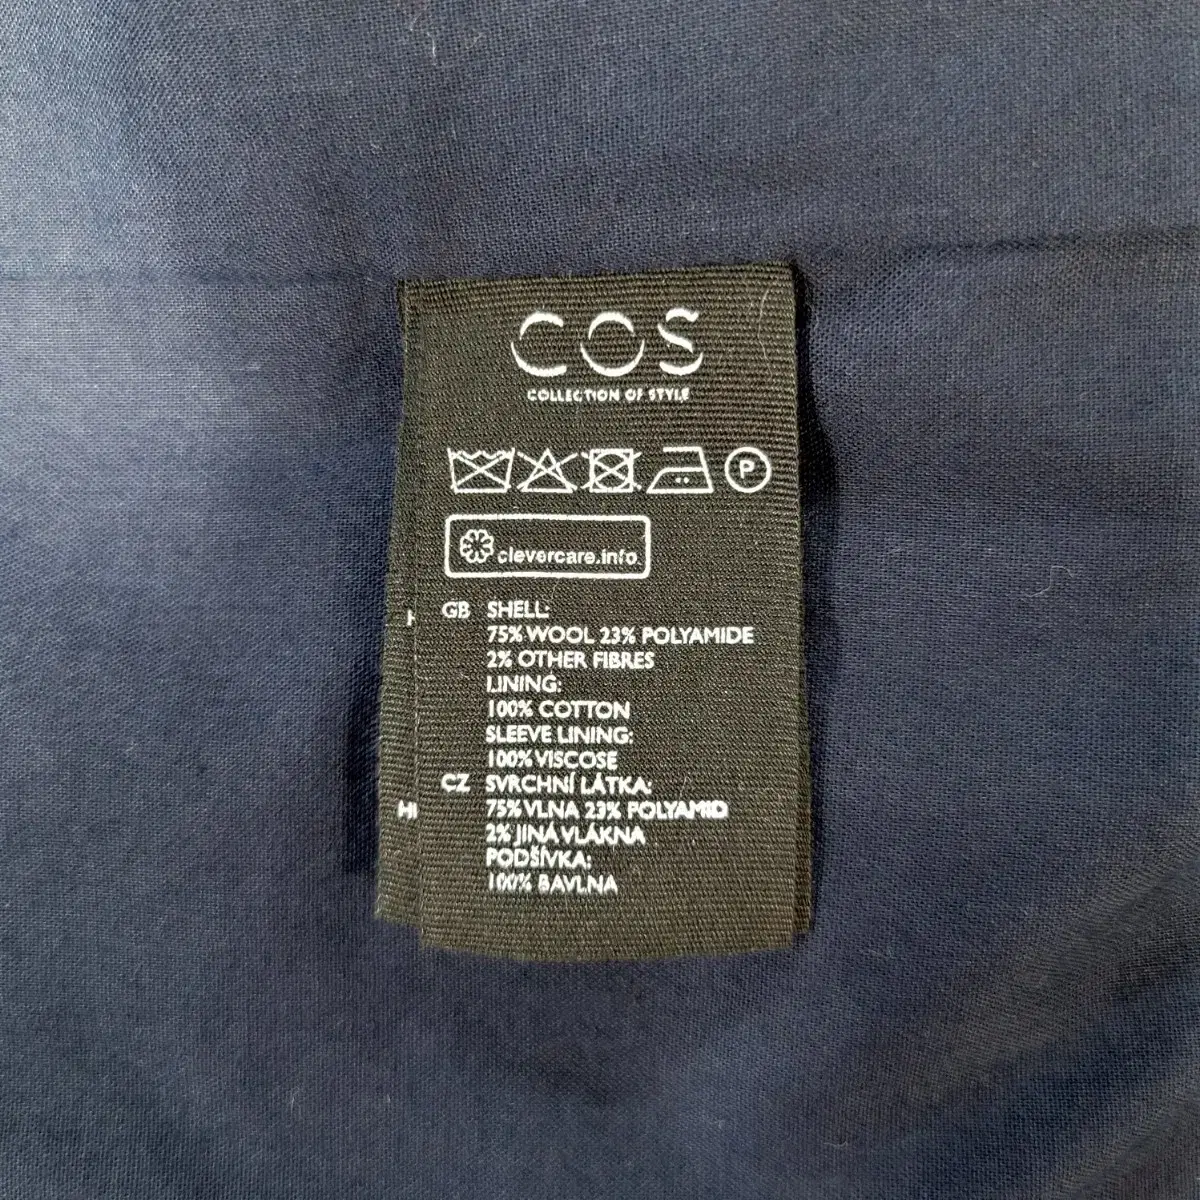 COS
COLLECTION OF STYLE
P
clevercare.info
GB SHELL:
75% WOOL 23% POLYAMIDE
2% OTHER FIBRES
LINING:
100% COTTON
SLEEVE LINING:
100% VISCOSE
CZ SVRCHNÍ LÁTKA:
75% VLNA 23% POLYAMID
2% JINÁ VLÁKNA
PODŠÍVKA:
100% BAVLNA